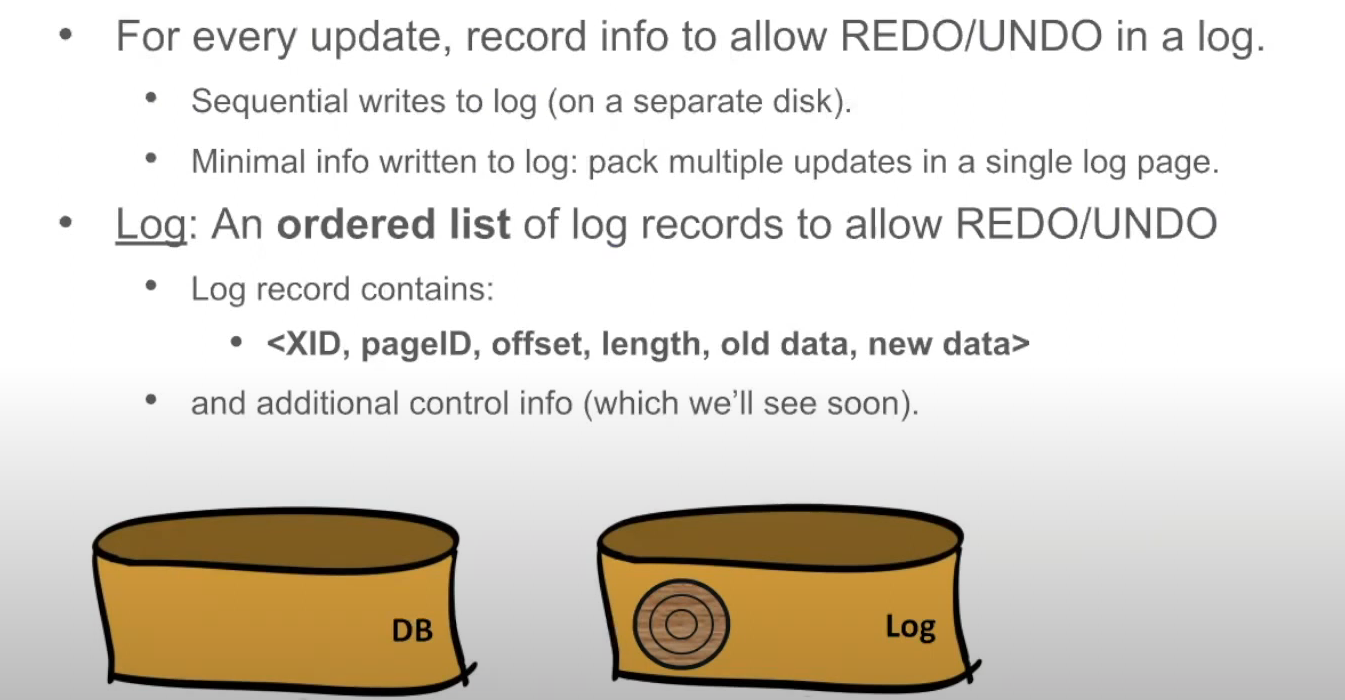 • For every update, record info to allow REDO/UNDO in a log.
• Sequential writes to log (on a separate disk).
• Minimal info written to log: pack multiple updates in a single log page.
• Log: An ordered list of log records to allow REDO/UNDO
• Log record contains:
• <XID, pageID, offset, length, old data, new data>
• and additional control info (which we'll see soon).
DB
Log